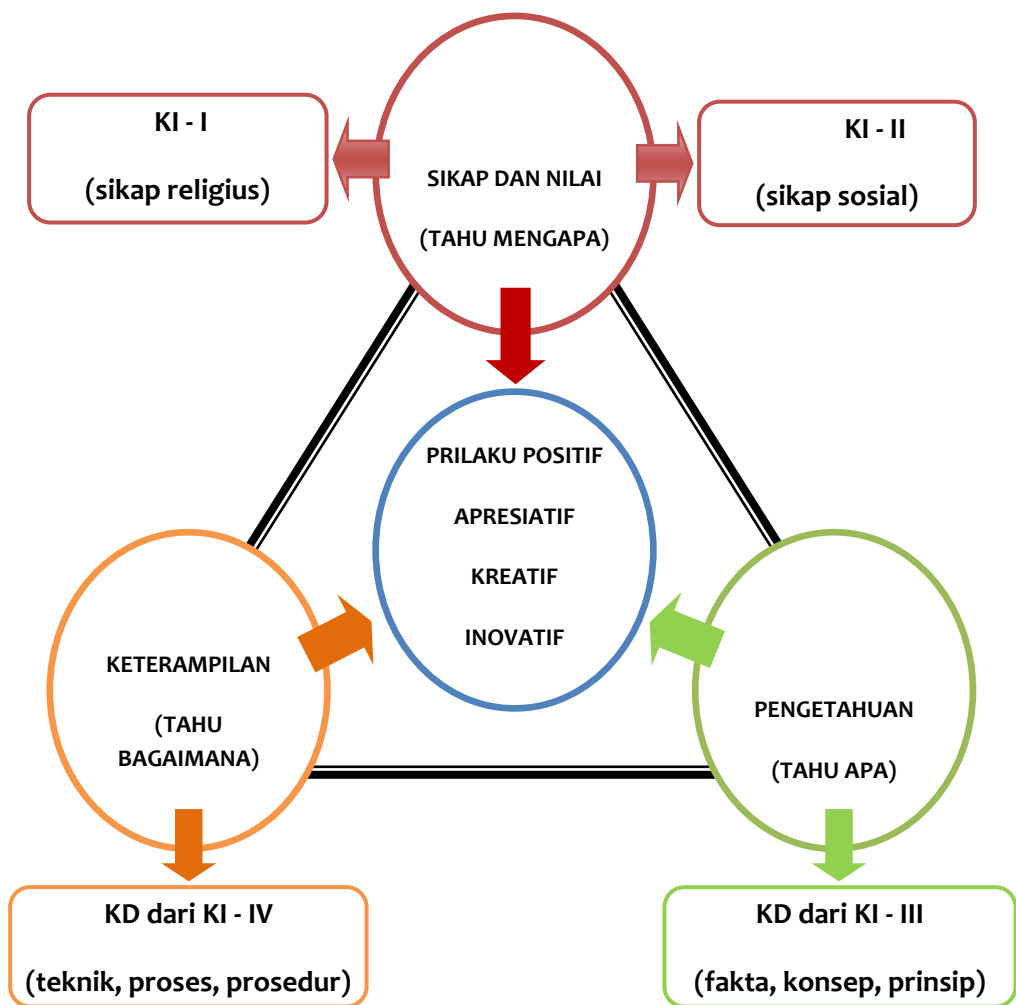 KI - I
(sikap religius)
SIKAP DAN NILAI
(TAHU MENGAPA)
KI - II
(sikap sosial)
PRILAKU POSITIF
APRESIATIF
KREATIF
INOVATIF
KETERAMPILAN
(TAHU
BAGAIMANA)
PENGETAHUAN
(TAHU APA)
KD dari KI - IV
(teknik, proses, prosedur)
KD dari KI - III
(fakta, konsep, prinsip)